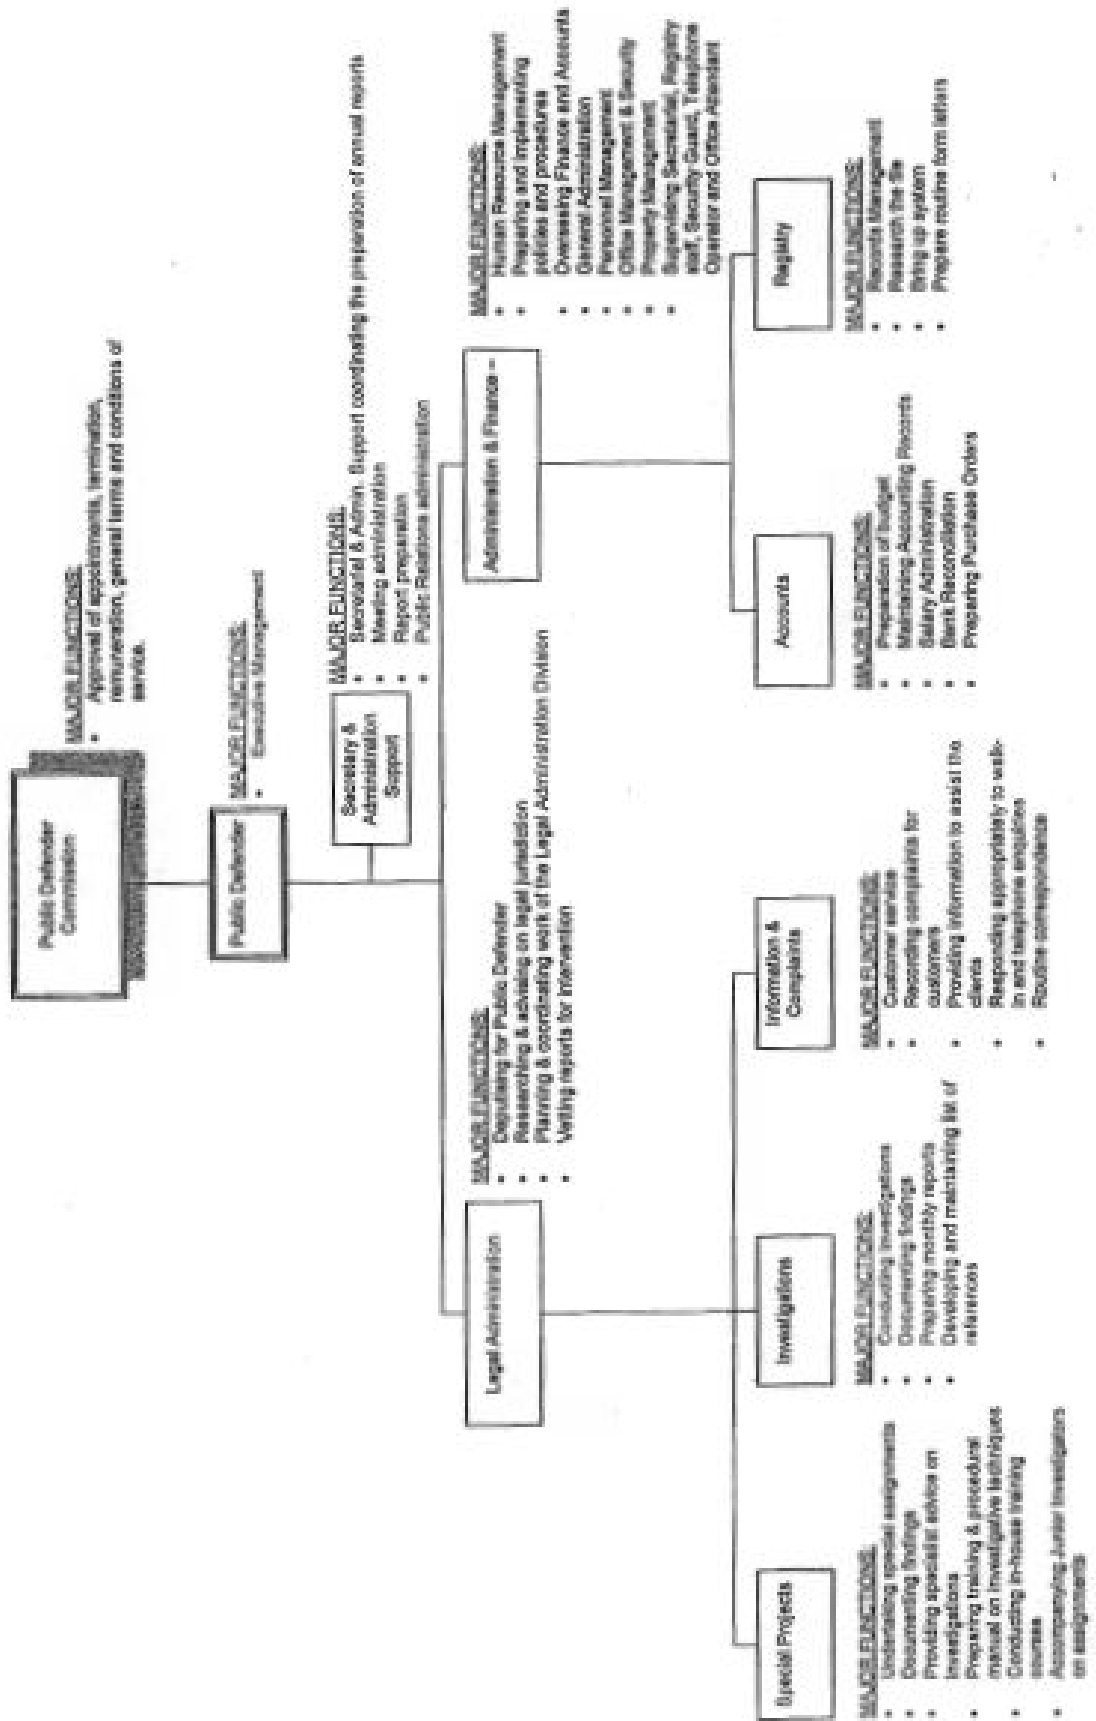 Public Defender
Commission
MAJOR FUNCTIONS:
• Approval of appointments, termination,
remuneration, general terms and conditions of
service.
Public Defender
MAJOR FUNCTIONS:
• Executive Management
Secretary &
Administration
Support
MAJOR FUNCTIONS:
• Secretarial & Admin. Support coordinating the preparation of annual reports
• Meeting administration
• Report preparation
• Public Relations administration
Legal Administration
MAJOR FUNCTIONS:
• Deputising for Public Defender
• Researching & advising on legal jurisdiction
• Planning & coordinating work of the Legal Administration Division
• Vetting reports for intervention
Administration & Finance –
MAJOR FUNCTIONS:
• Human Resource Management
• Preparing and implementing
policies and procedures
• Overseeing Finance and Accounts
• General Administration
• Personnel Management
• Office Management & Security
• Property Management
• Supervising Secretarial, Registry
staff, Security Guard, Telephone
Operator and Office Attendant
Special Projects
MAJOR FUNCTIONS:
• Undertaking special assignments
• Documenting findings
• Providing specialist advice on
investigations
• Preparing training & procedural
manual on investigative techniques
• Conducting in-house training
courses
• Accompanying Junior Investigators
on assignments
Investigations
MAJOR FUNCTIONS:
• Conducting Investigations
• Documenting findings
• Preparing monthly reports
• Developing and maintaining list of
references
Information &
Complaints
MAJOR FUNCTIONS:
• Customer service
• Recording complaints for
customers
• Providing information to assist the
clients
• Responding appropriately to walk-
in and telephone enquiries
• Routine correspondence
Accounts
MAJOR FUNCTIONS:
• Preparation of budget
• Maintaining Accounting Records
• Salary Administration
• Bank Reconciliation
• Preparing Purchase Orders
Registry
MAJOR FUNCTIONS:
• Records Management
• Research the file
• Bring up system
• Prepare routine form letters